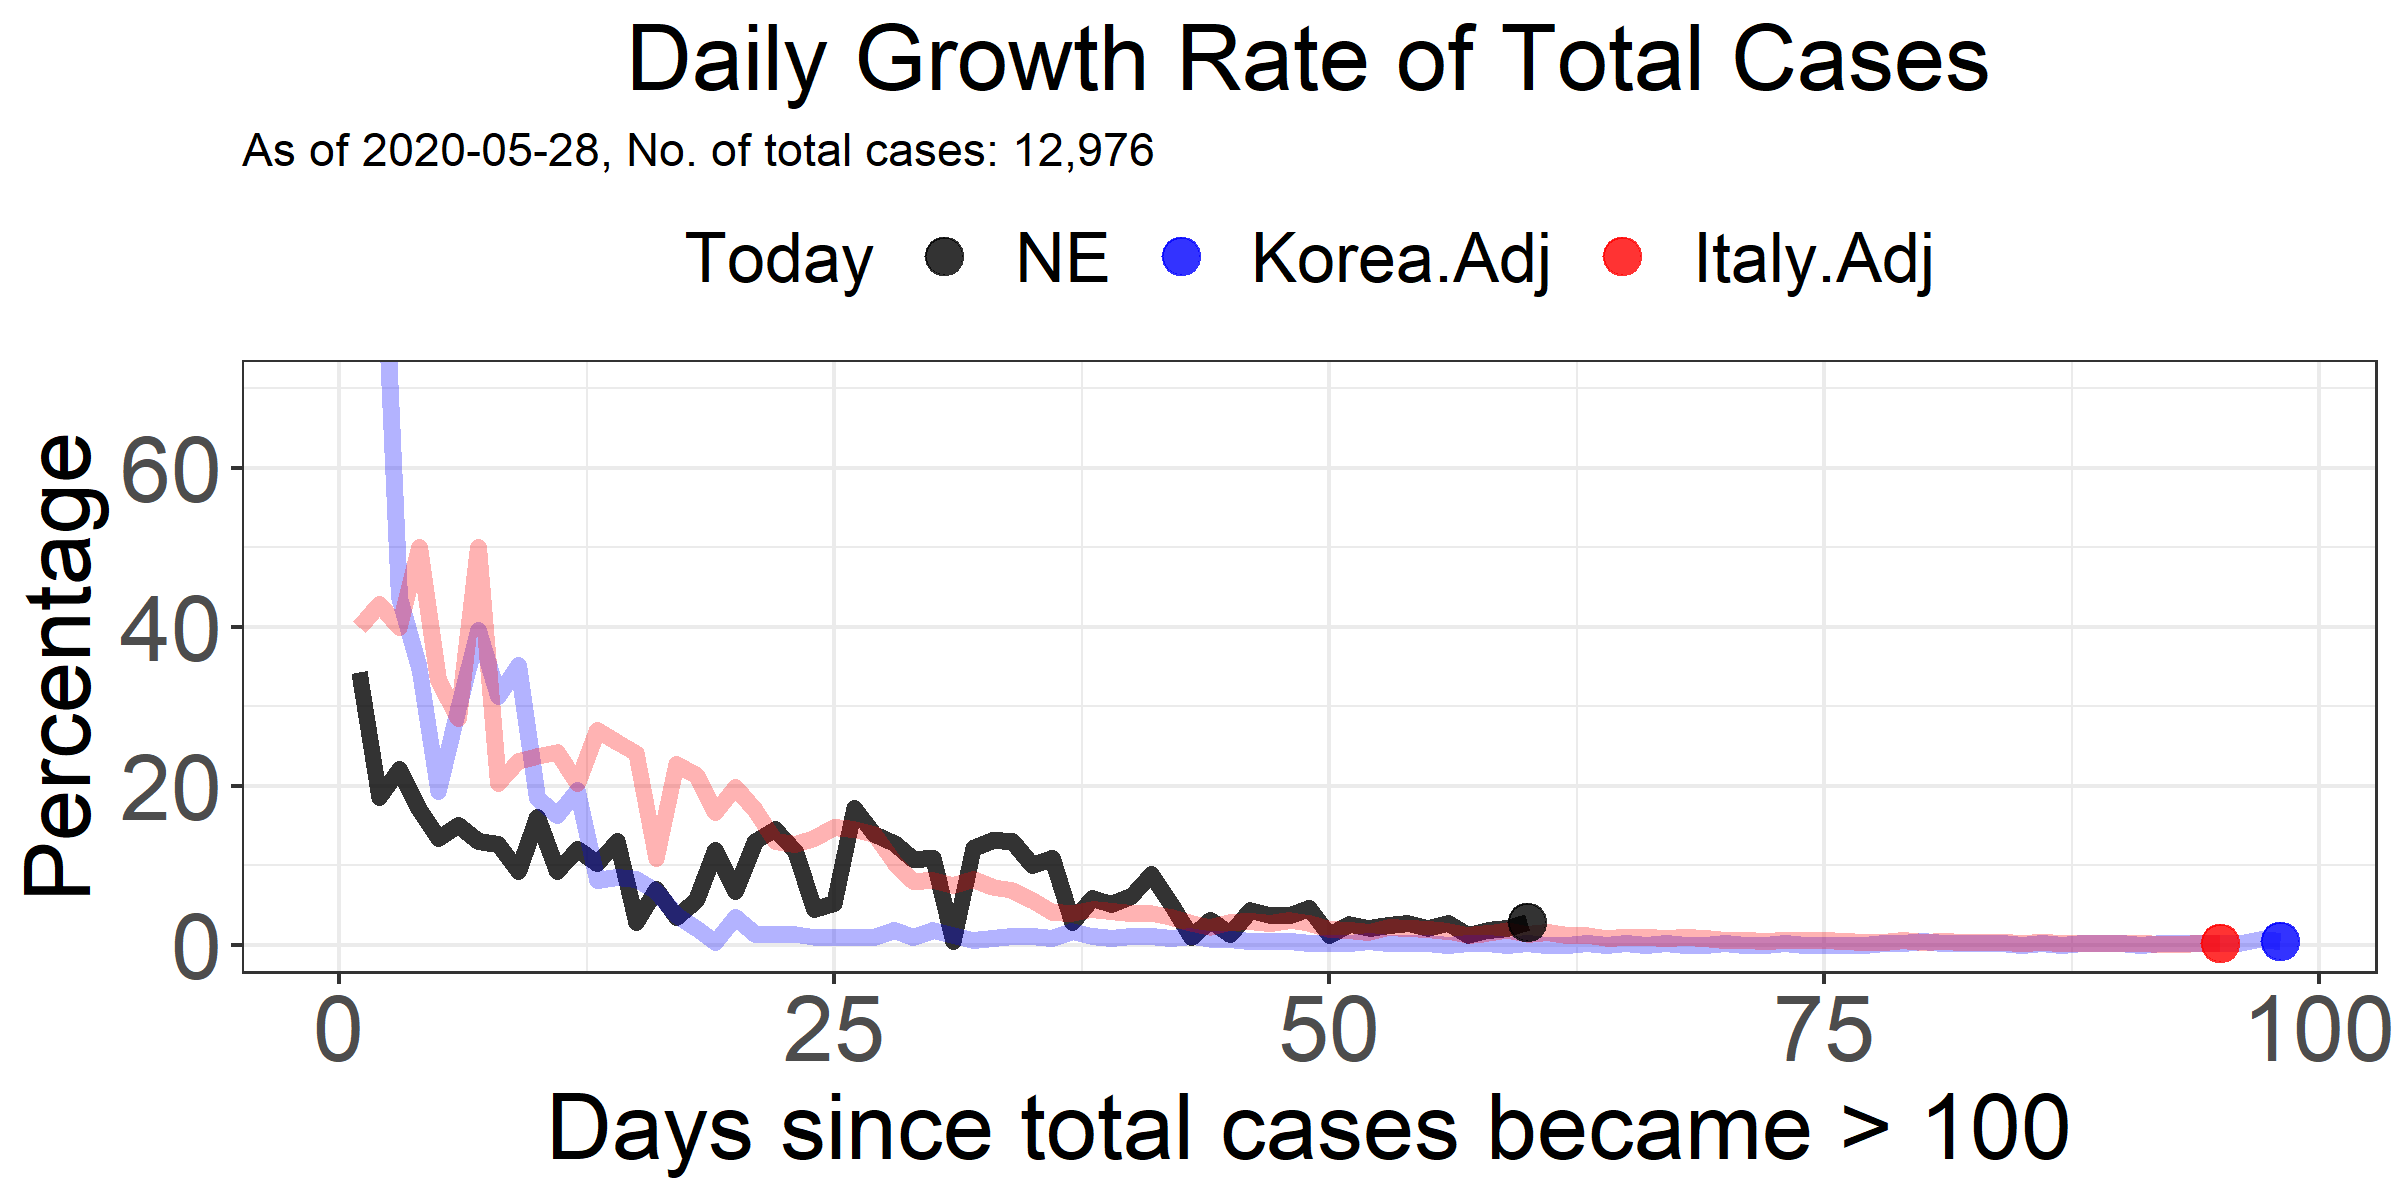 Daily Growth Rate of Total Cases
As of 2020-05-28, No. of total cases: 12,976
Today NE Korea.Adj Italy.Adj
Percentage
60
40
20
0
0 25 50 75 100
Days since total cases became > 100